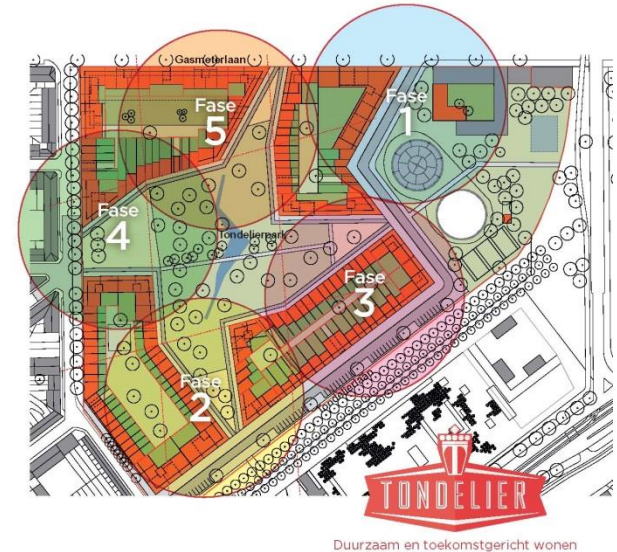 Gasmeterlaan
Fase
5
Fase
1
Fase
4
Tondelierpark
Fase
3
Fase
2
T
TONDELIER
Duurzaam en toekomstgericht wonen